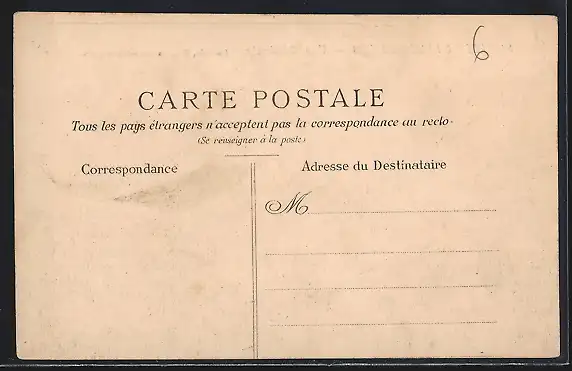 6
CARTE POSTALE
Tous les pays étrangers n'acceptent pas la correspondance au recto.
(Se renseigner à la poste)
Correspondance
Adresse du Destinataire
M